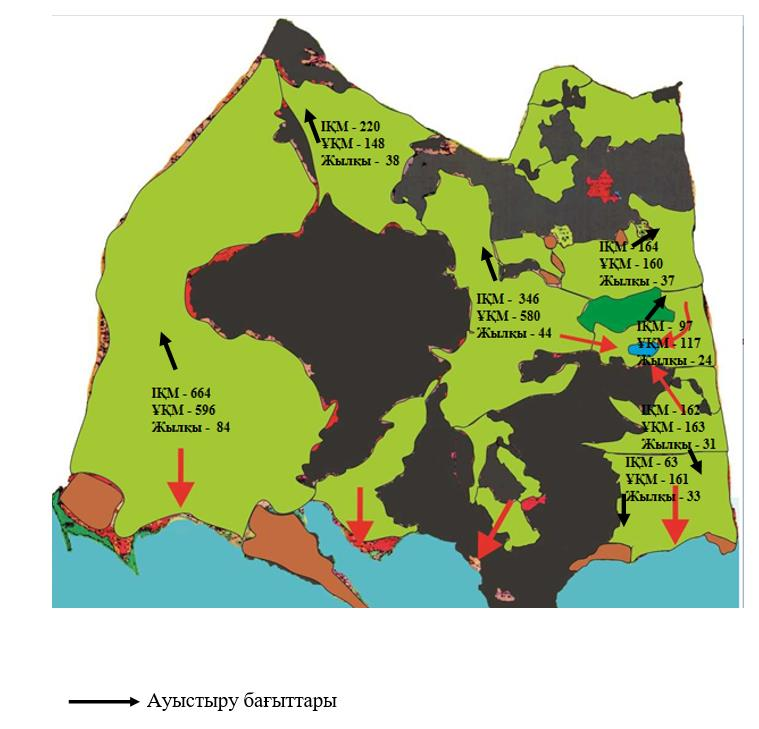 ІҚМ - 220
ҰҚМ - 148
Жылқы - 38
ІҚМ - 164
ҰҚМ - 160
Жылқы - 37
ІҚМ - 346
ҰҚМ - 580
Жылқы - 44
ІҚМ - 97
ҰҚМ - 117
Жылқы - 24
ІҚМ - 664
ҰҚМ - 596
Жылқы - 84
ІҚМ - 162
ҰҚМ - 163
Жылқы - 31
ІҚМ - 63
ҰҚМ - 161
Жылқы - 33
Ауыстыру бағыттары